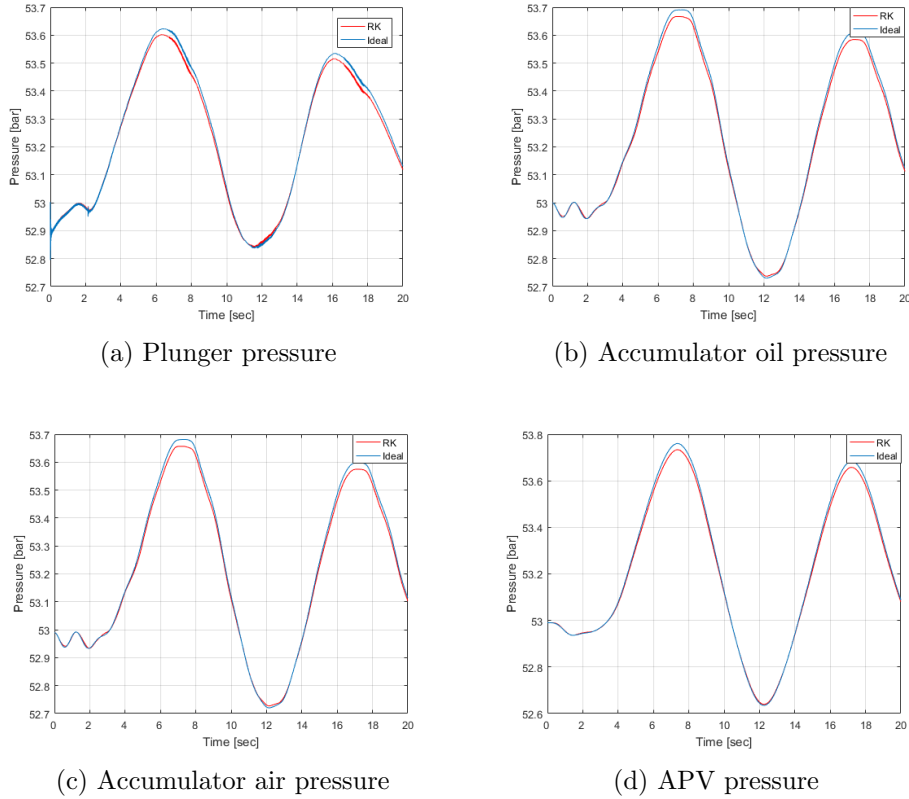 53.7
53.6
53.5
53.4
53.3
53.2
53.1
53
52.9
52.8
52.7
Pressure [bar]
0 2 4 6 8 10 12 14 16 18 20
Time [sec]
RK
Ideal
(a) Plunger pressure
53.7
53.6
53.5
53.4
53.3
53.2
53.1
53
52.9
52.8
52.7
Pressure [bar]
0 2 4 6 8 10 12 14 16 18 20
Time [sec]
RK
Ideal
(b) Accumulator oil pressure
53.7
53.6
53.5
53.4
53.3
53.2
53.1
53
52.9
52.8
52.7
Pressure [bar]
0 2 4 6 8 10 12 14 16 18 20
Time [sec]
RK
Ideal
(c) Accumulator air pressure
53.8
53.6
53.4
53.2
53
52.8
52.6
Pressure [bar]
0 2 4 6 8 10 12 14 16 18 20
Time [sec]
RK
Ideal
(d) APV pressure